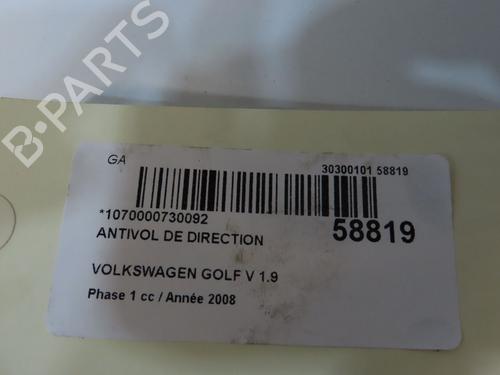 B-PARTS
GA
30300101 58819
*1070000730092
58819
ANTIVOL DE DIRECTION
VOLKSWAGEN GOLF V 1.9
Phase 1 cc / Année 2008